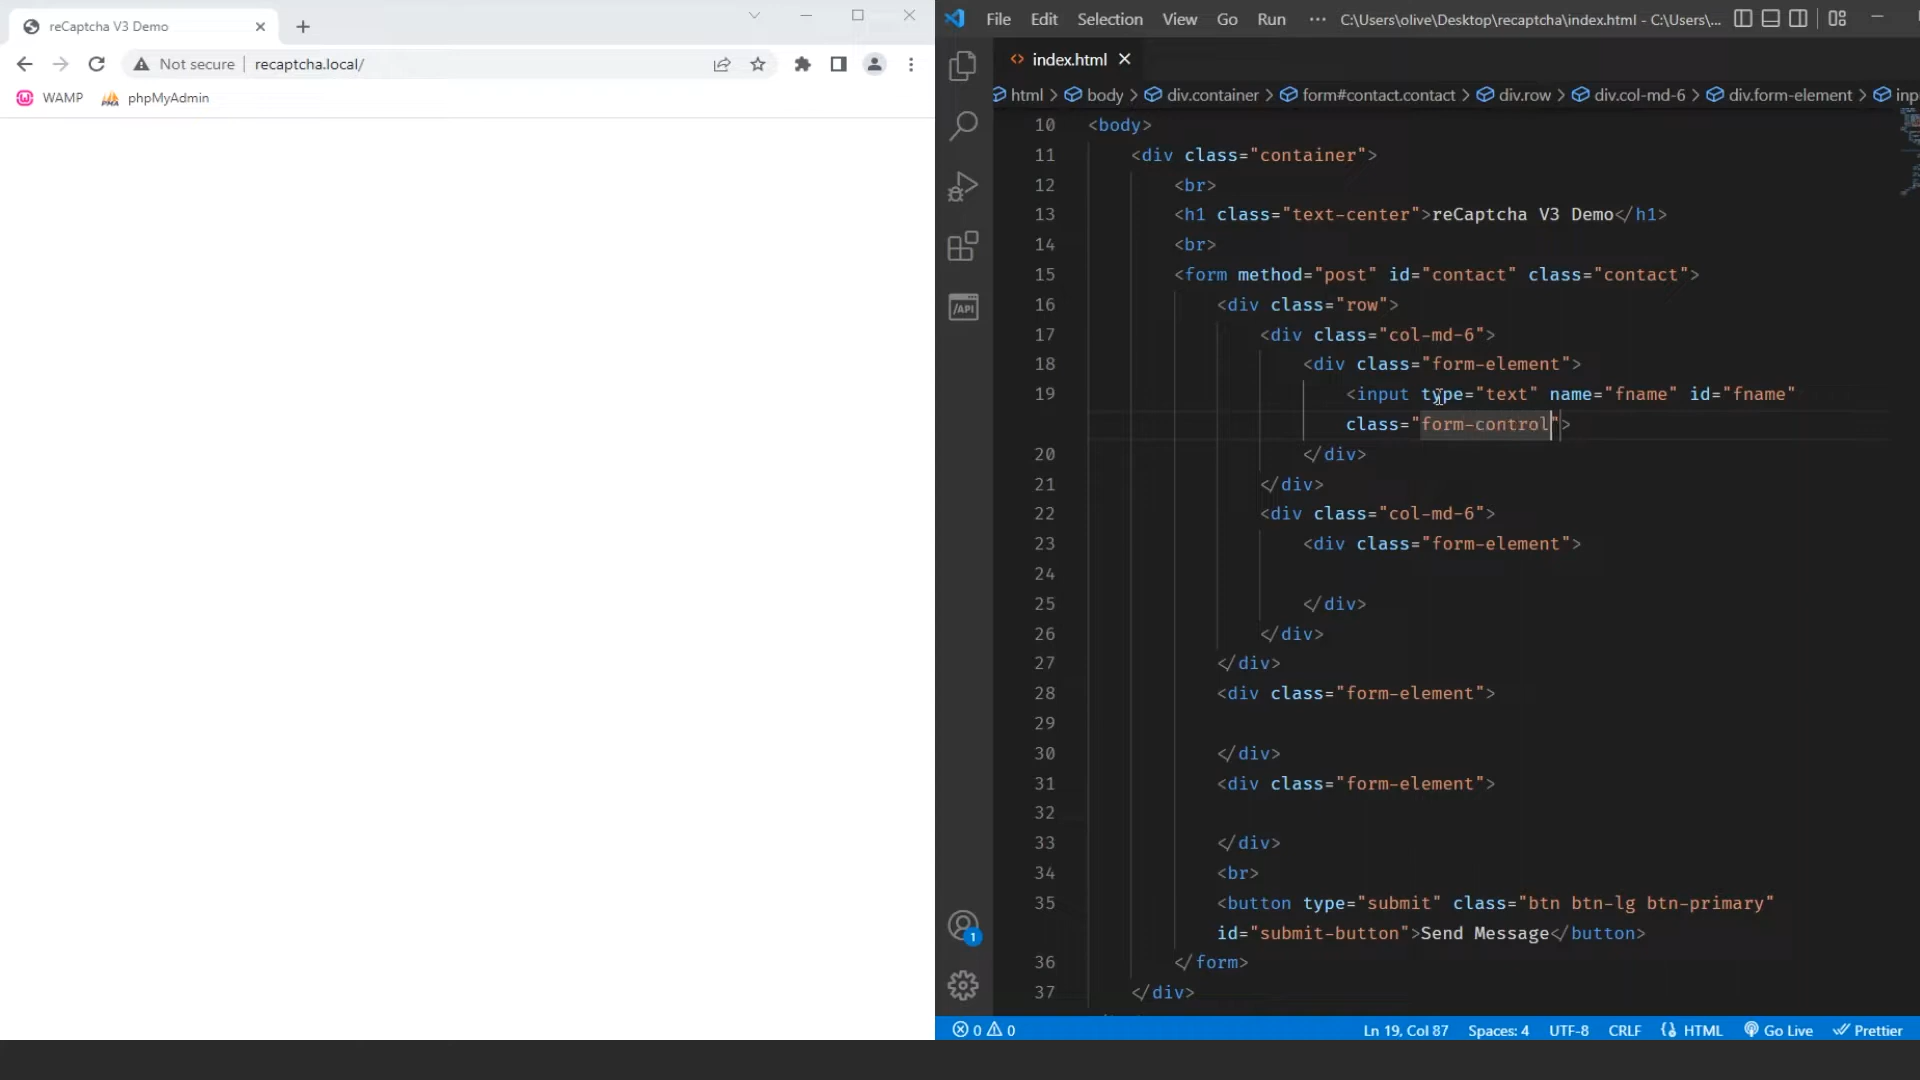 reCaptcha V3 Demo
Not secure
recaptcha.local/
WAMP
phpMyAdmin
File Edit Selection View Go Run ··· C:\Users\olive\Desktop\recaptcha\index.html - C:\Users\...
index.html
html > body > div.container > form#contact.contact > div.row > div.col-md-6 > div.form-element > inp
10 <body>
11 <div class="container">
12 <br>
13 <h1 class="text-center">reCaptcha V3 Demo</h1>
14 <br>
15 <form method="post" id="contact" class="contact">
16 <div class="row">
17 <div class="col-md-6">
18 <div class="form-element">
19 <input type="text" name="fname" id="fname"
class="form-control">
20 </div>
21 </div>
22 <div class="col-md-6">
23 <div class="form-element">
24
25 </div>
26 </div>
27 </div>
28 <div class="form-element">
29
30 </div>
31 <div class="form-element">
32
33 </div>
34 <br>
35 <button type="submit" class="btn btn-lg btn-primary"
id="submit-button">Send Message</button>
36 </form>
37 </div>
/API
1
0 0
Ln 19, Col 87 Spaces: 4 UTF-8 CRLF HTML Go Live Prettier